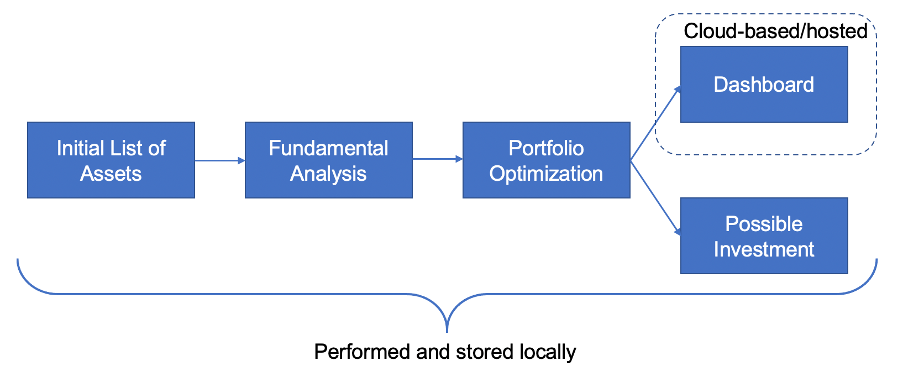 Cloud-based/hosted
Dashboard
Initial List of
Assets
Fundamental
Analysis
Portfolio
Optimization
Possible
Investment
Performed and stored locally